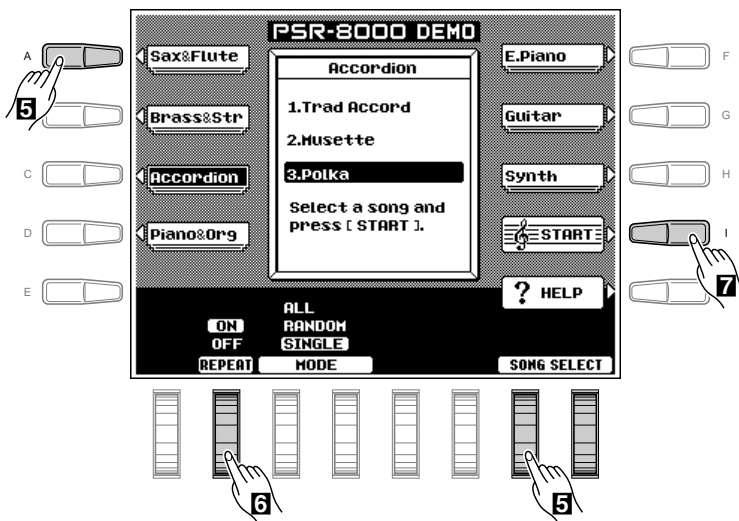 PSR-8000 DEMO
A
Sax&Flute
Accordion
E.Piano
F
5
1.Trad Accord
Brass&Str
Guitar
G
2.Musette
C
Accordion
3.Polka
Synth
H
Select a song and
press [ START ].
D
Piano&Org
START
I
E
? HELP
7
ALL
ON
RANDOM
OFF
SINGLE
REPEAT
MODE
SONG SELECT
6
5